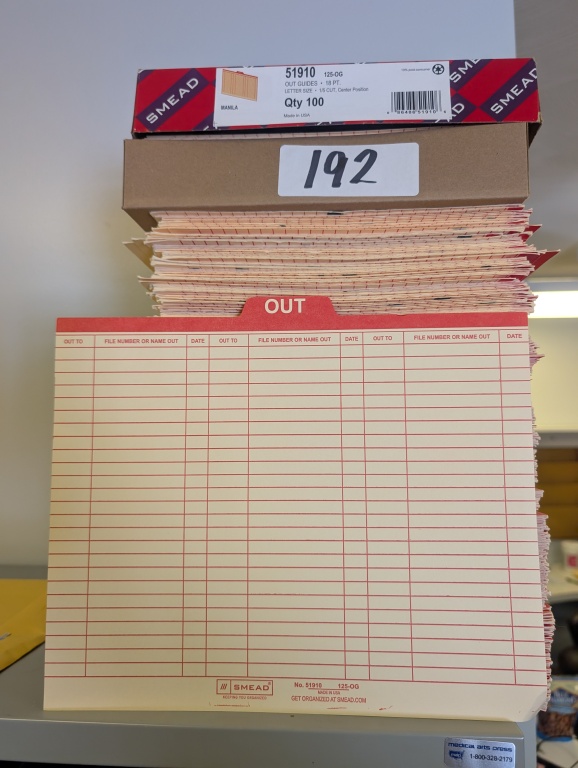 51910 125-OG
OUT GUIDES • 18 PT.
LETTER SIZE • 1/5 CUT, Center Position
Qty 100
Made in USA
MANILA
SMEAD
SMEAD
192
OUT
OUT TO FILE NUMBER OR NAME OUT DATE OUT TO FILE NUMBER OR NAME OUT DATE OUT TO FILE NUMBER OR NAME OUT DATE
SMEAD®
KEEPING YOU ORGANIZED
No. 51910 125-OG
MADE IN USA
GET ORGANIZED AT SMEAD.COM
medical arts press
1-800-328-2179